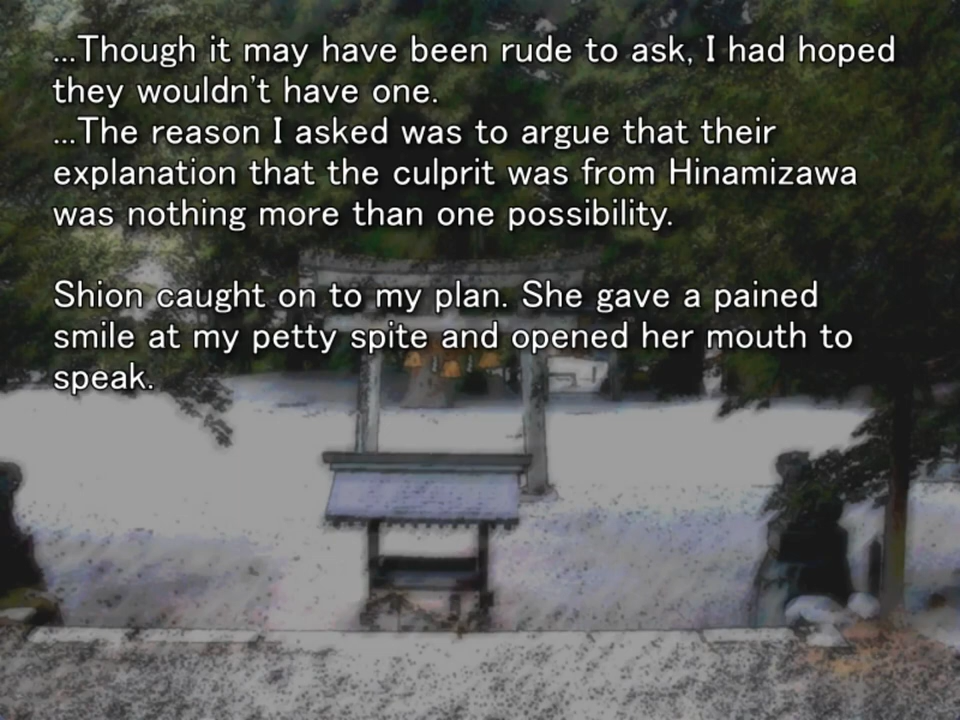 ...Though it may have been rude to ask, I had hoped
they wouldn't have one.
...The reason I asked was to argue that their
explanation that the culprit was from Hinamizawa
was nothing more than one possibility.
Shion caught on to my plan. She gave a pained
smile at my petty spite and opened her mouth to
speak.